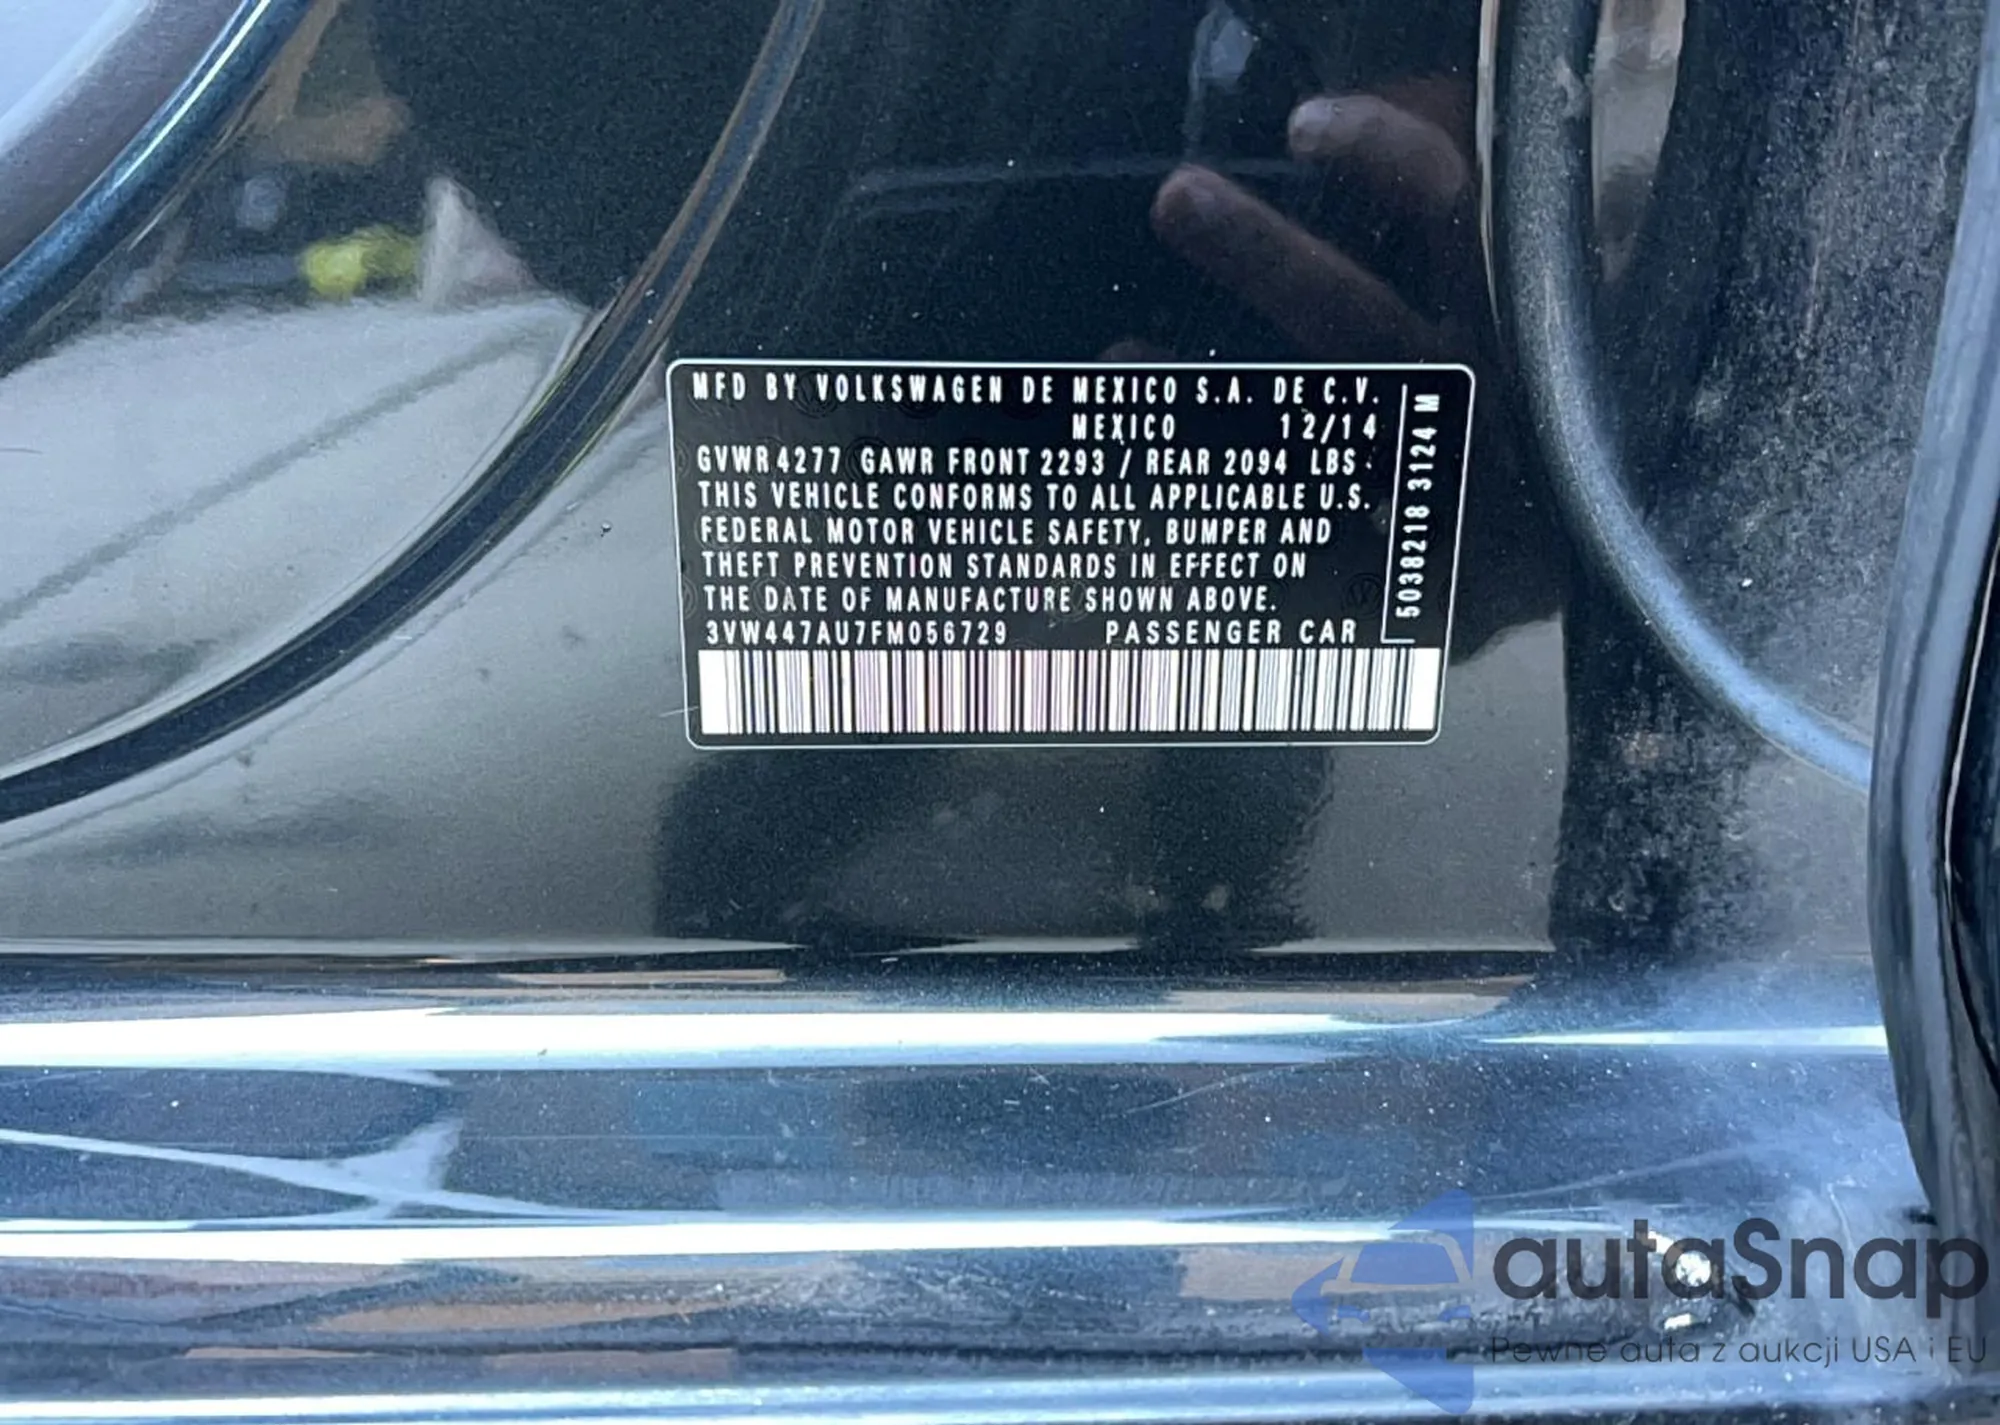 MFD BY VOLKSWAGEN DE MEXICO S.A. DE C.V.
MEXICO 12/14
GVWR 4277 GAWR FRONT 2293 / REAR 2094 LBS
THIS VEHICLE CONFORMS TO ALL APPLICABLE U.S.
FEDERAL MOTOR VEHICLE SAFETY, BUMPER AND
THEFT PREVENTION STANDARDS IN EFFECT ON
THE DATE OF MANUFACTURE SHOWN ABOVE.
3VW447AU7FM056729 PASSENGER CAR
5038218 3124 M
autaSnap
Pewne auta z aukcji USA i EU